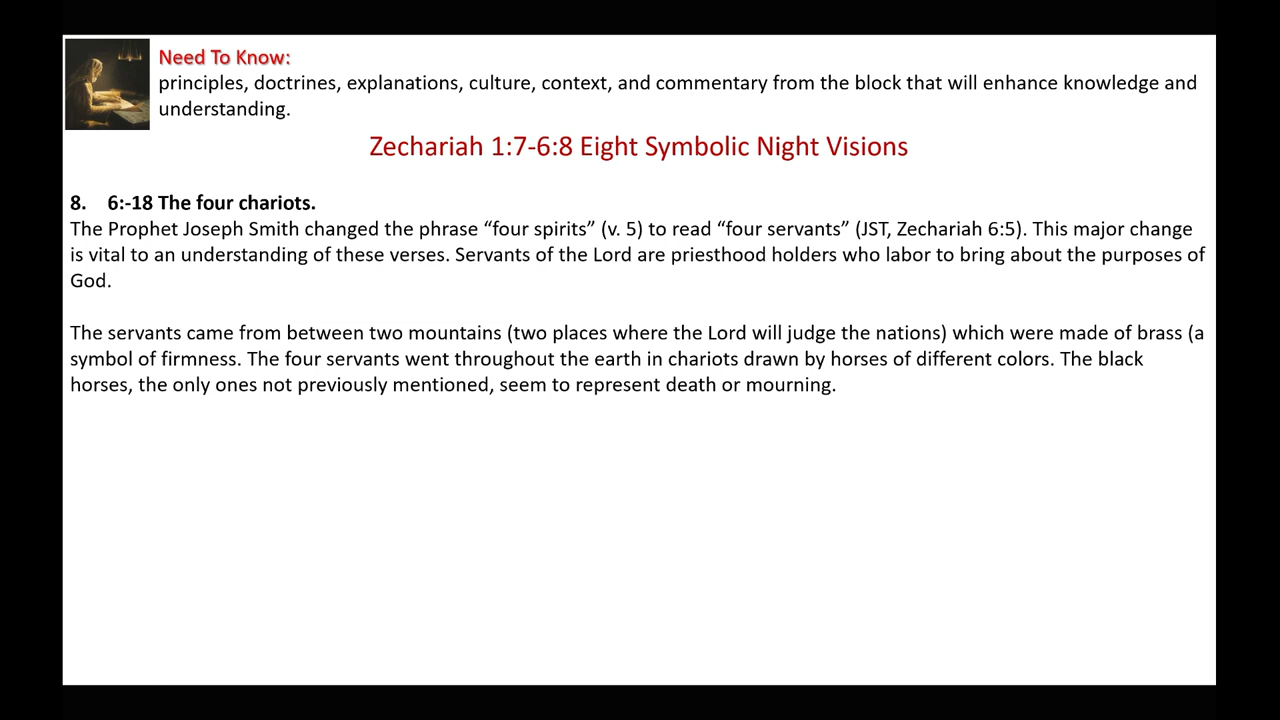 Need To Know:
principles, doctrines, explanations, culture, context, and commentary from the block that will enhance knowledge and
understanding.
Zechariah 1:7-6:8 Eight Symbolic Night Visions
8. 6:-18 The four chariots.
The Prophet Joseph Smith changed the phrase “four spirits” (v. 5) to read “four servants” (JST, Zechariah 6:5). This major change
is vital to an understanding of these verses. Servants of the Lord are priesthood holders who labor to bring about the purposes of
God.
The servants came from between two mountains (two places where the Lord will judge the nations) which were made of brass (a
symbol of firmness. The four servants went throughout the earth in chariots drawn by horses of different colors. The black
horses, the only ones not previously mentioned, seem to represent death or mourning.